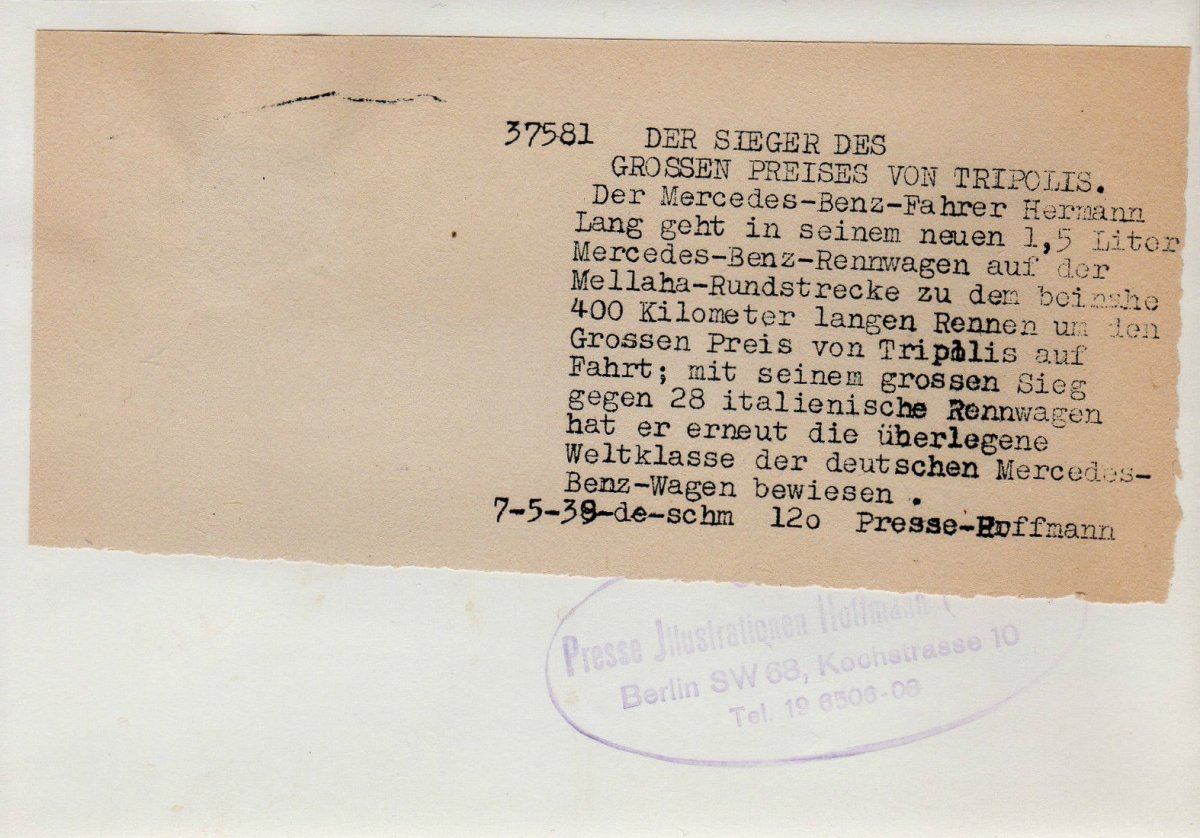 37581 DER SIEGER DES
GROSSEN PREISES VON TRIPOLIS.
Der Mercedes-Benz-Fahrer Hermann
Lang geht in seinem neuen 1,5 Liter
Mercedes-Benz-Rennwagen auf der
Mellaha-Rundstrecke zu dem beinahe
400 Kilometer langen Rennen um den
Grossen Preis von Tripolis auf
Fahrt; mit seinem grossen Sieg
gegen 28 italienische Rennwagen
hat er erneut die überlegene
Weltklasse der deutschen Mercedes-
Benz-Wagen bewiesen .
7-5-39-de-schm 12o Presse-Hoffmann
Presse Jllustrationen Hoffmann
Berlin SW 68, Kochstrasse 10
Tel. 19 6506-08